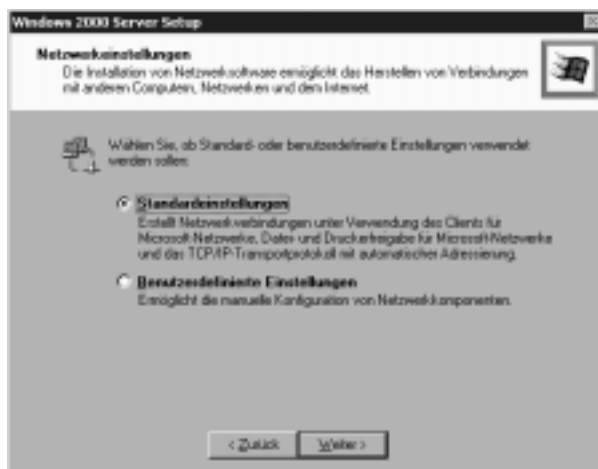 Windows 2000 Server Setup
Netzwerkeinstellungen
Die Installation von Netzwerksoftware ermöglicht das Herstellen von Verbindungen
mit anderen Computern, Netzwerken und dem Internet.
Wählen Sie, ob Standard- oder benutzerdefinierte Einstellungen verwendet
werden sollen:
Standardeinstellungen
Erstellt Netzwerkverbindungen unter Verwendung des Clients für
Microsoft-Netzwerke, Datei- und Druckerfreigabe für Microsoft-Netzwerke
und das TCP/IP-Transportprotokoll mit automatischer Adressierung.
Benutzerdefinierte Einstellungen
Ermöglicht die manuelle Konfiguration von Netzwerkkomponenten.
< Zurück
Weiter >